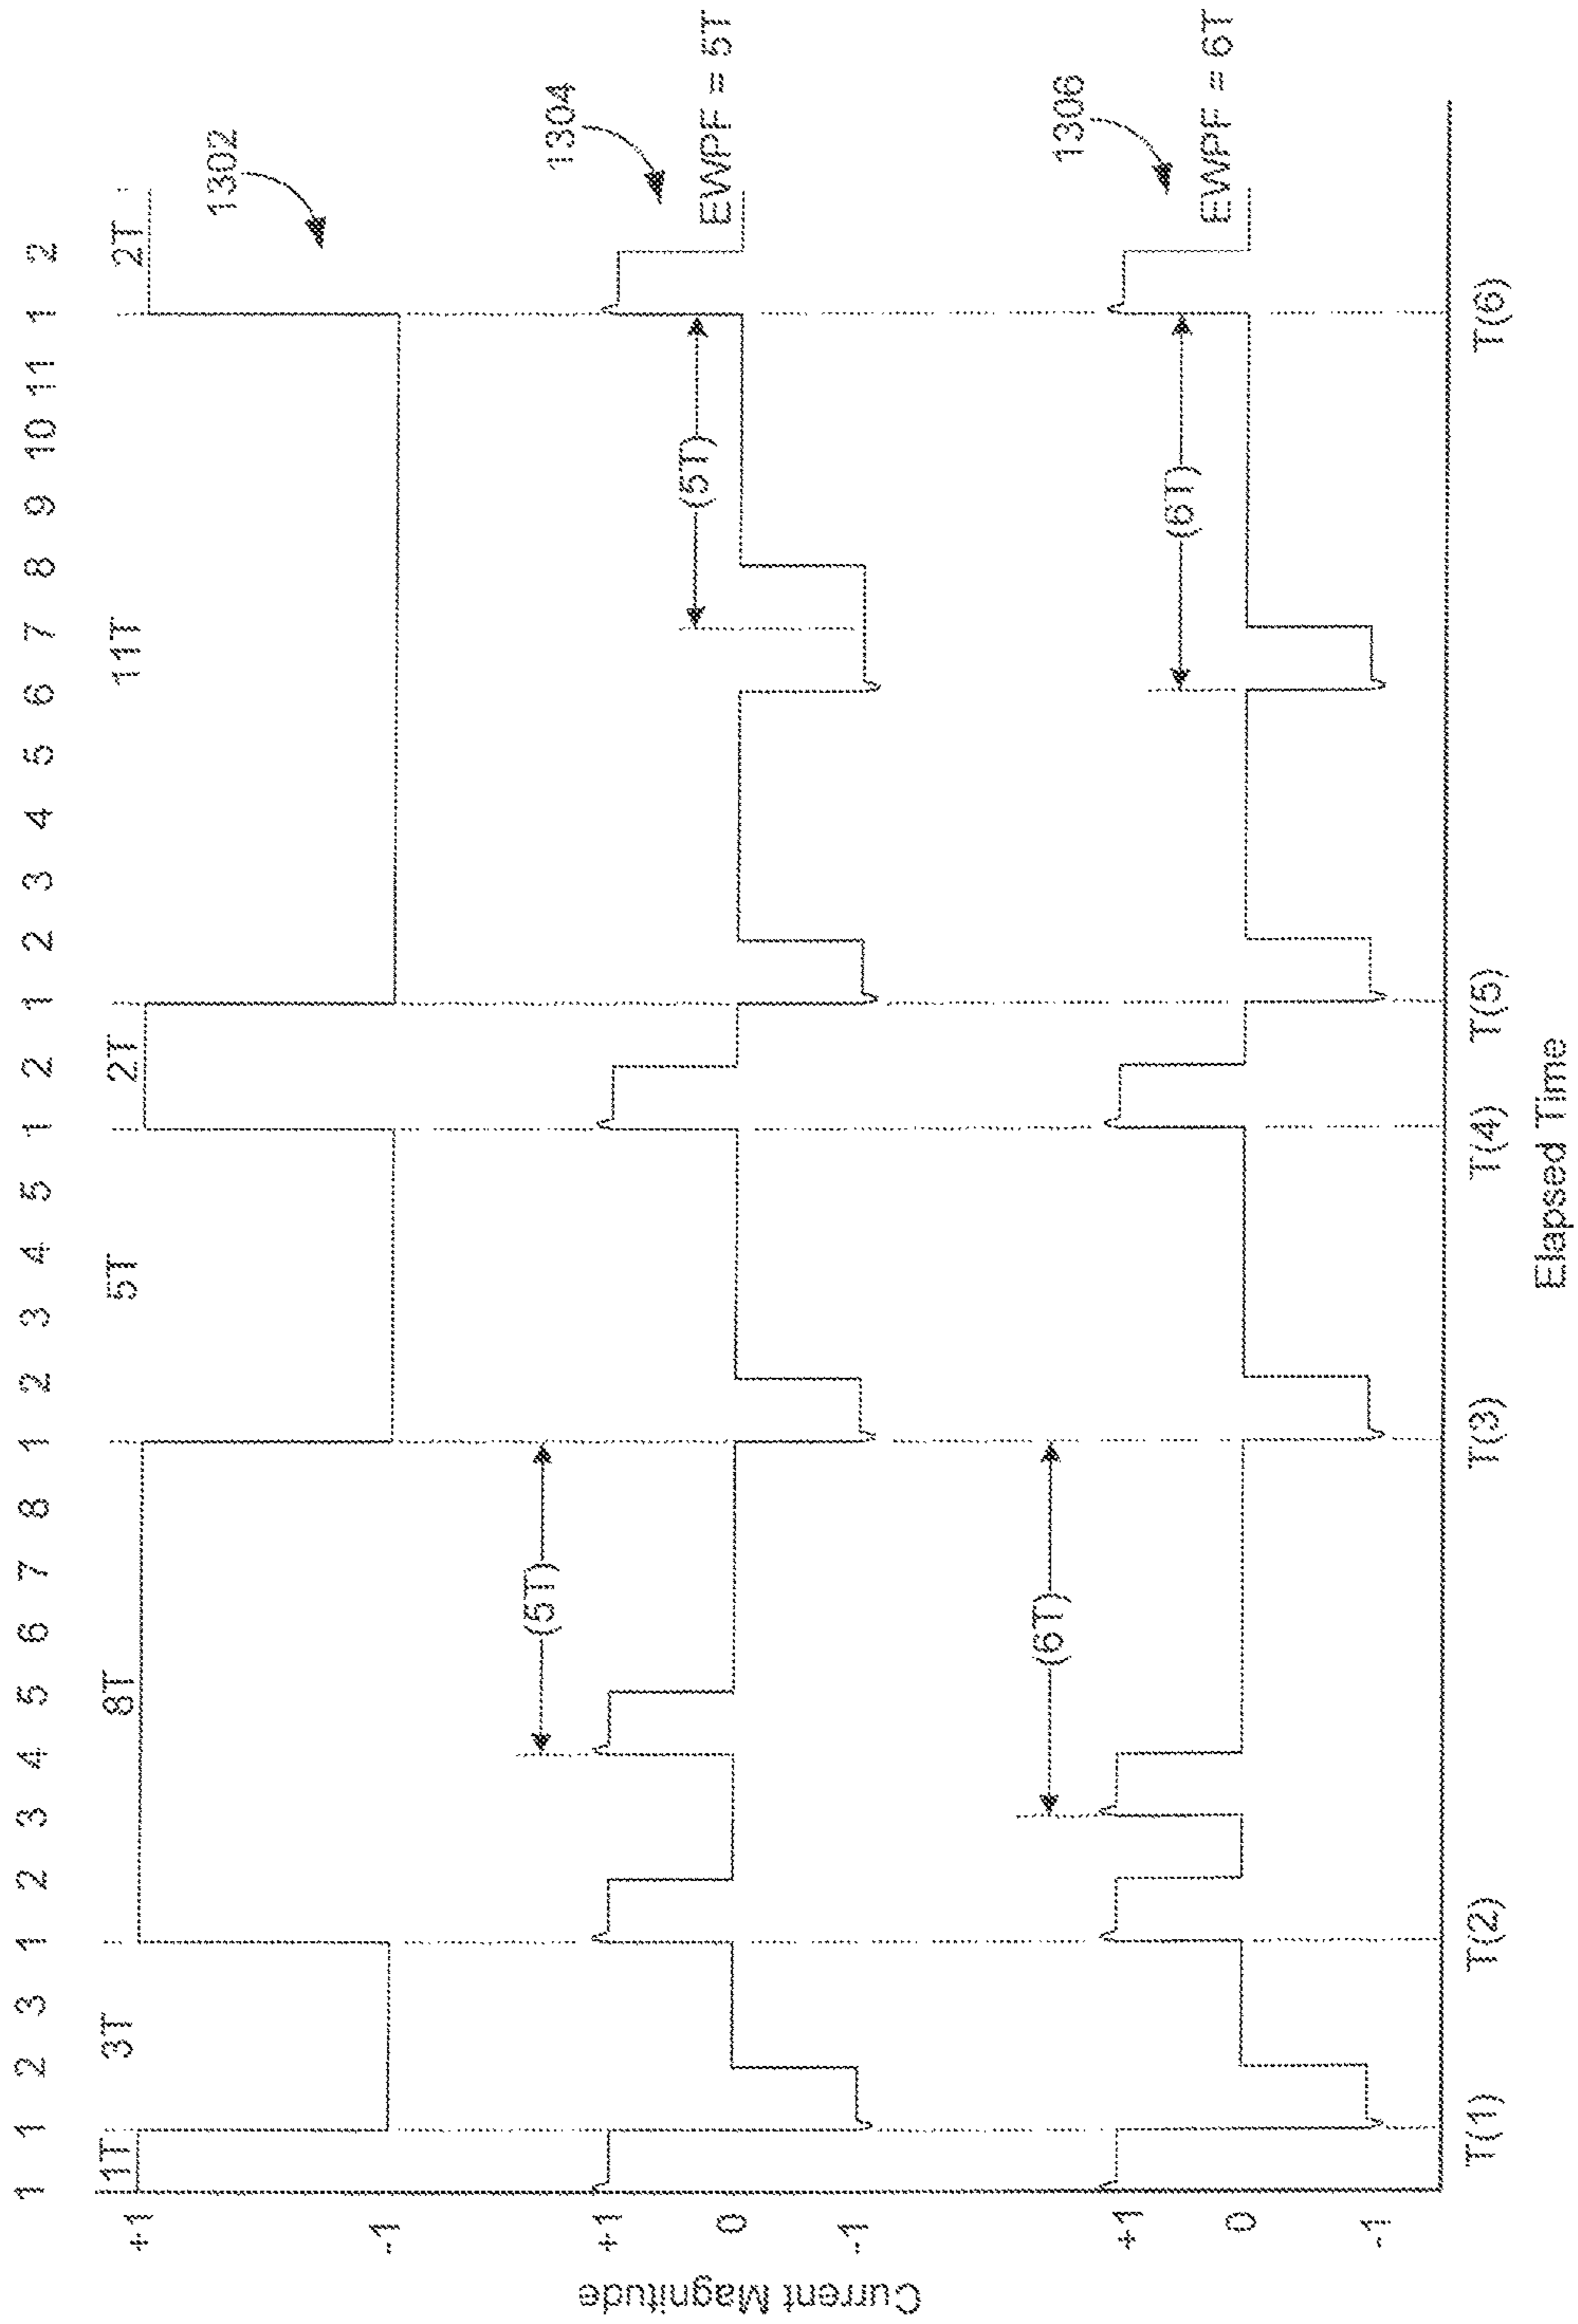 1 1 2 3 1 2 3 4 5 6 7 8 1 2 3 4 5 1 2 1 2 3 4 5 6 7 8 9 10 11 1 2
1T 3T 8T 5T 2T 11T 2T
1302
+1
-1
1304
EWPF = 5T
(5T) (5T)
+1
0
-1
1306
EWPF = 6T
(6T) (6T)
+1
0
-1
T(1) T(2) T(3) T(4) T(5) T(6)
Elapsed Time
Current Magnitude